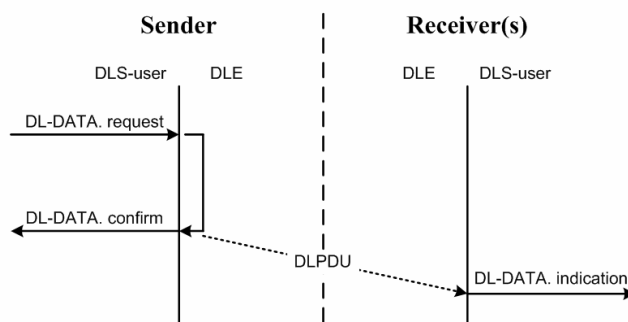 Sender Receiver(s)
DLS-user DLE DLE DLS-user
DL-DATA. request
DL-DATA. confirm
DLPDU
DL-DATA. indication